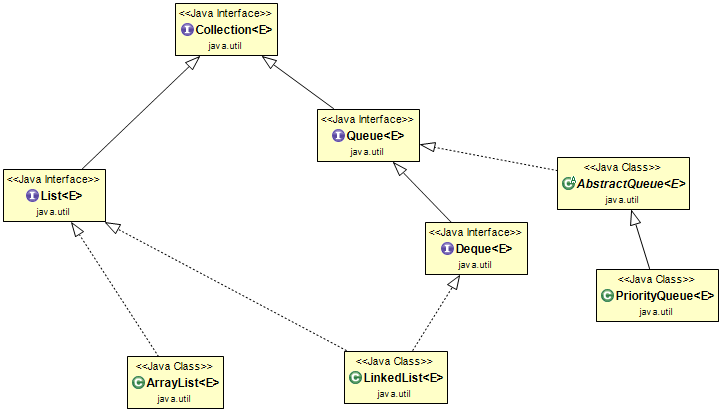 <<Java Interface>>
Collection<E>
java.util
<<Java Interface>>
Queue<E>
java.util
<<Java Class>>
AbstractQueue<E>
java.util
<<Java Interface>>
List<E>
java.util
<<Java Interface>>
Deque<E>
java.util
<<Java Class>>
PriorityQueue<E>
java.util
<<Java Class>>
ArrayList<E>
java.util
<<Java Class>>
LinkedList<E>
java.util